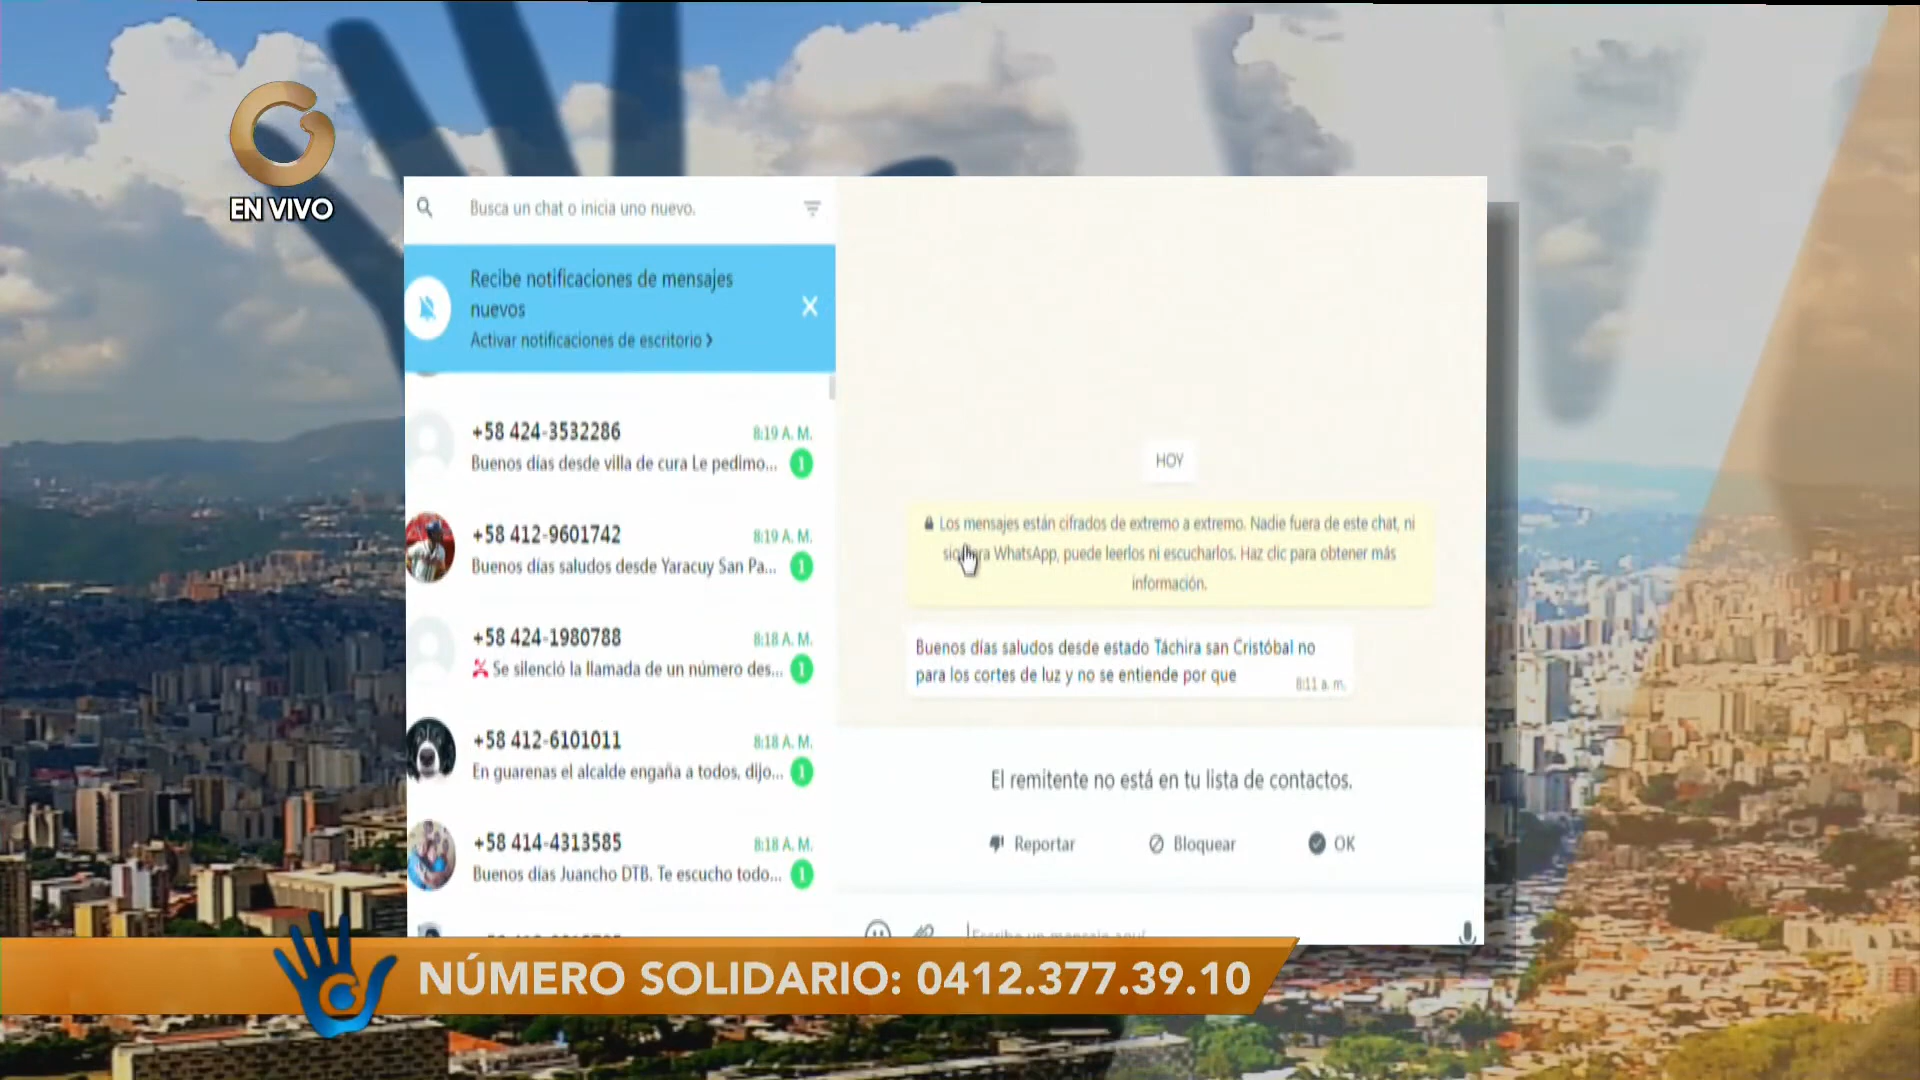 EN VIVO
Busca un chat o inicia uno nuevo.
Recibe notificaciones de mensajes
nuevos
Activar notificaciones de escritorio
+58 424-3532286
8:19 A. M.
Buenos días desde villa de cura Le pedimo...
1
+58 412-9601742
8:19 A. M.
Buenos días saludos desde Yaracuy San Pa...
1
+58 424-1980788
8:18 A. M.
Se silenció la llamada de un número des...
1
+58 412-6101011
8:18 A. M.
En guarenas el alcalde engaña a todos, dijo...
1
+58 414-4313585
8:18 A. M.
Buenos días Juancho DTB. Te escucho todo...
1
HOY
Los mensajes están cifrados de extremo a extremo. Nadie fuera de este chat, ni
WhatsApp, puede leerlos ni escucharlos. Haz clic para obtener más
información.
Buenos días saludos desde estado Táchira san Cristóbal no
para los cortes de luz y no se entiende por que
8:11 a. m.
El remitente no está en tu lista de contactos.
Reportar
Bloquear
OK
NÚMERO SOLIDARIO: 0412.377.39.10